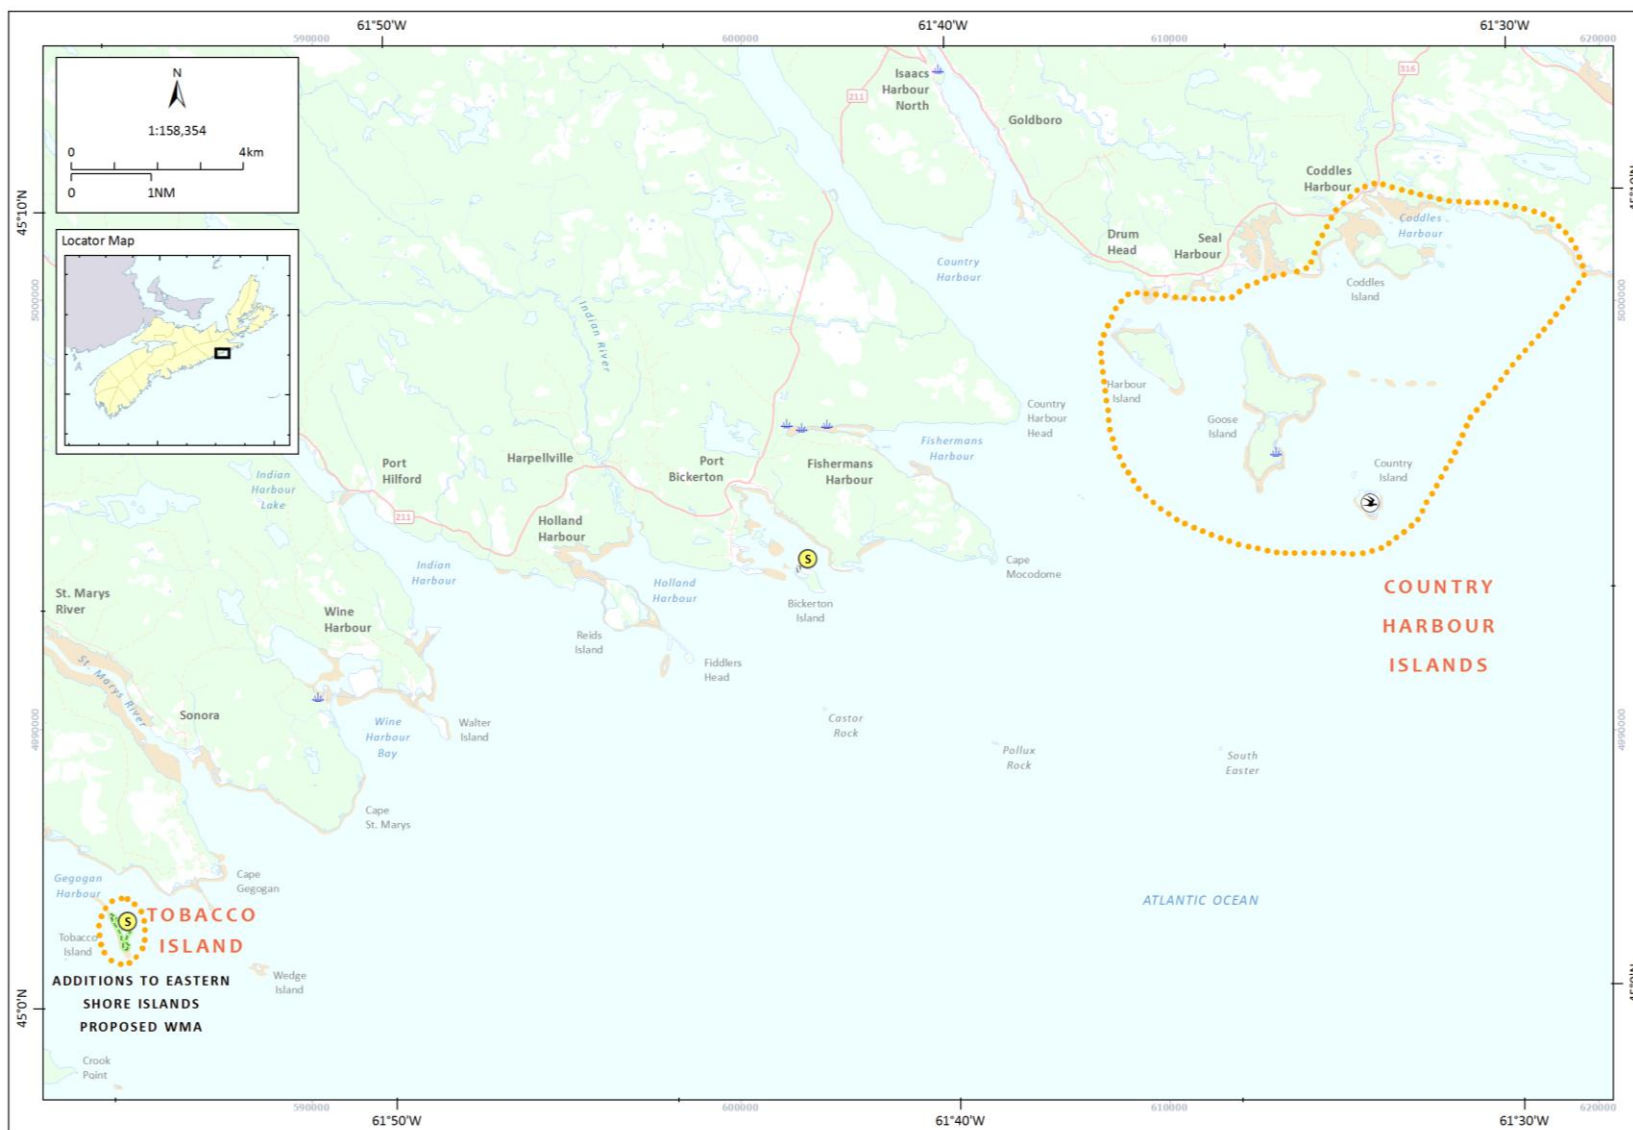 61°50'W
61°40'W
61°30'W
590000
600000
610000
620000
N
1:158,354
0
4km
0
1NM
Locator Map
45°10'N
45°10'N
5000000
5000000
4990000
4990000
45°0'N
45°0'N
Isaacs
Harbour
North
211
316
Goldboro
Coddles
Harbour
Coddles
Harbour
Drum
Head
Seal
Harbour
Country
Harbour
Coddles
Island
Indian River
Harbour
Island
Goose
Island
Country
Harbour
Head
Fishermans
Harbour
Country
Island
Port
Hilford
Harpellville
Port
Bickerton
Fishermans
Harbour
Indian
Harbour
Lake
211
Holland
Harbour
Indian
Harbour
Holland
Harbour
S
Cape
Mocodome
Bickerton
Island
COUNTRY
HARBOUR
ISLANDS
St. Marys
River
Wine
Harbour
Reids
Island
Fiddlers
Head
St. Marys River
Sonora
Wine
Harbour
Bay
Walter
Island
Castor
Rock
Pollux
Rock
South
Easter
Cape
St. Marys
Cape
Gegogan
Gegogan
Harbour
ATLANTIC OCEAN
S
TOBACCO
ISLAND
Tobacco
Island
Wedge
Island
ADDITIONS TO EASTERN
SHORE ISLANDS
PROPOSED WMA
Crook
Point
590000
600000
610000
620000
61°50'W
61°40'W
61°30'W